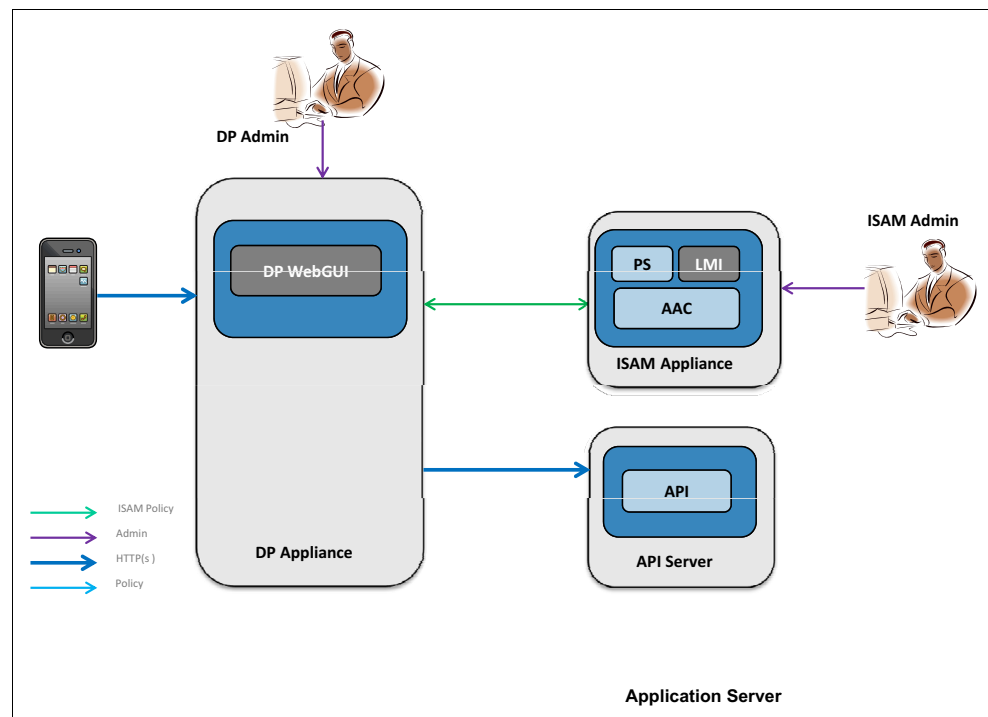 DP Admin
ISAM Admin
DP WebGUI
PS
LMI
AAC
ISAM Appliance
API
API Server
DP Appliance
ISAM Policy
Admin
HTTP(s )
Policy
Application Server